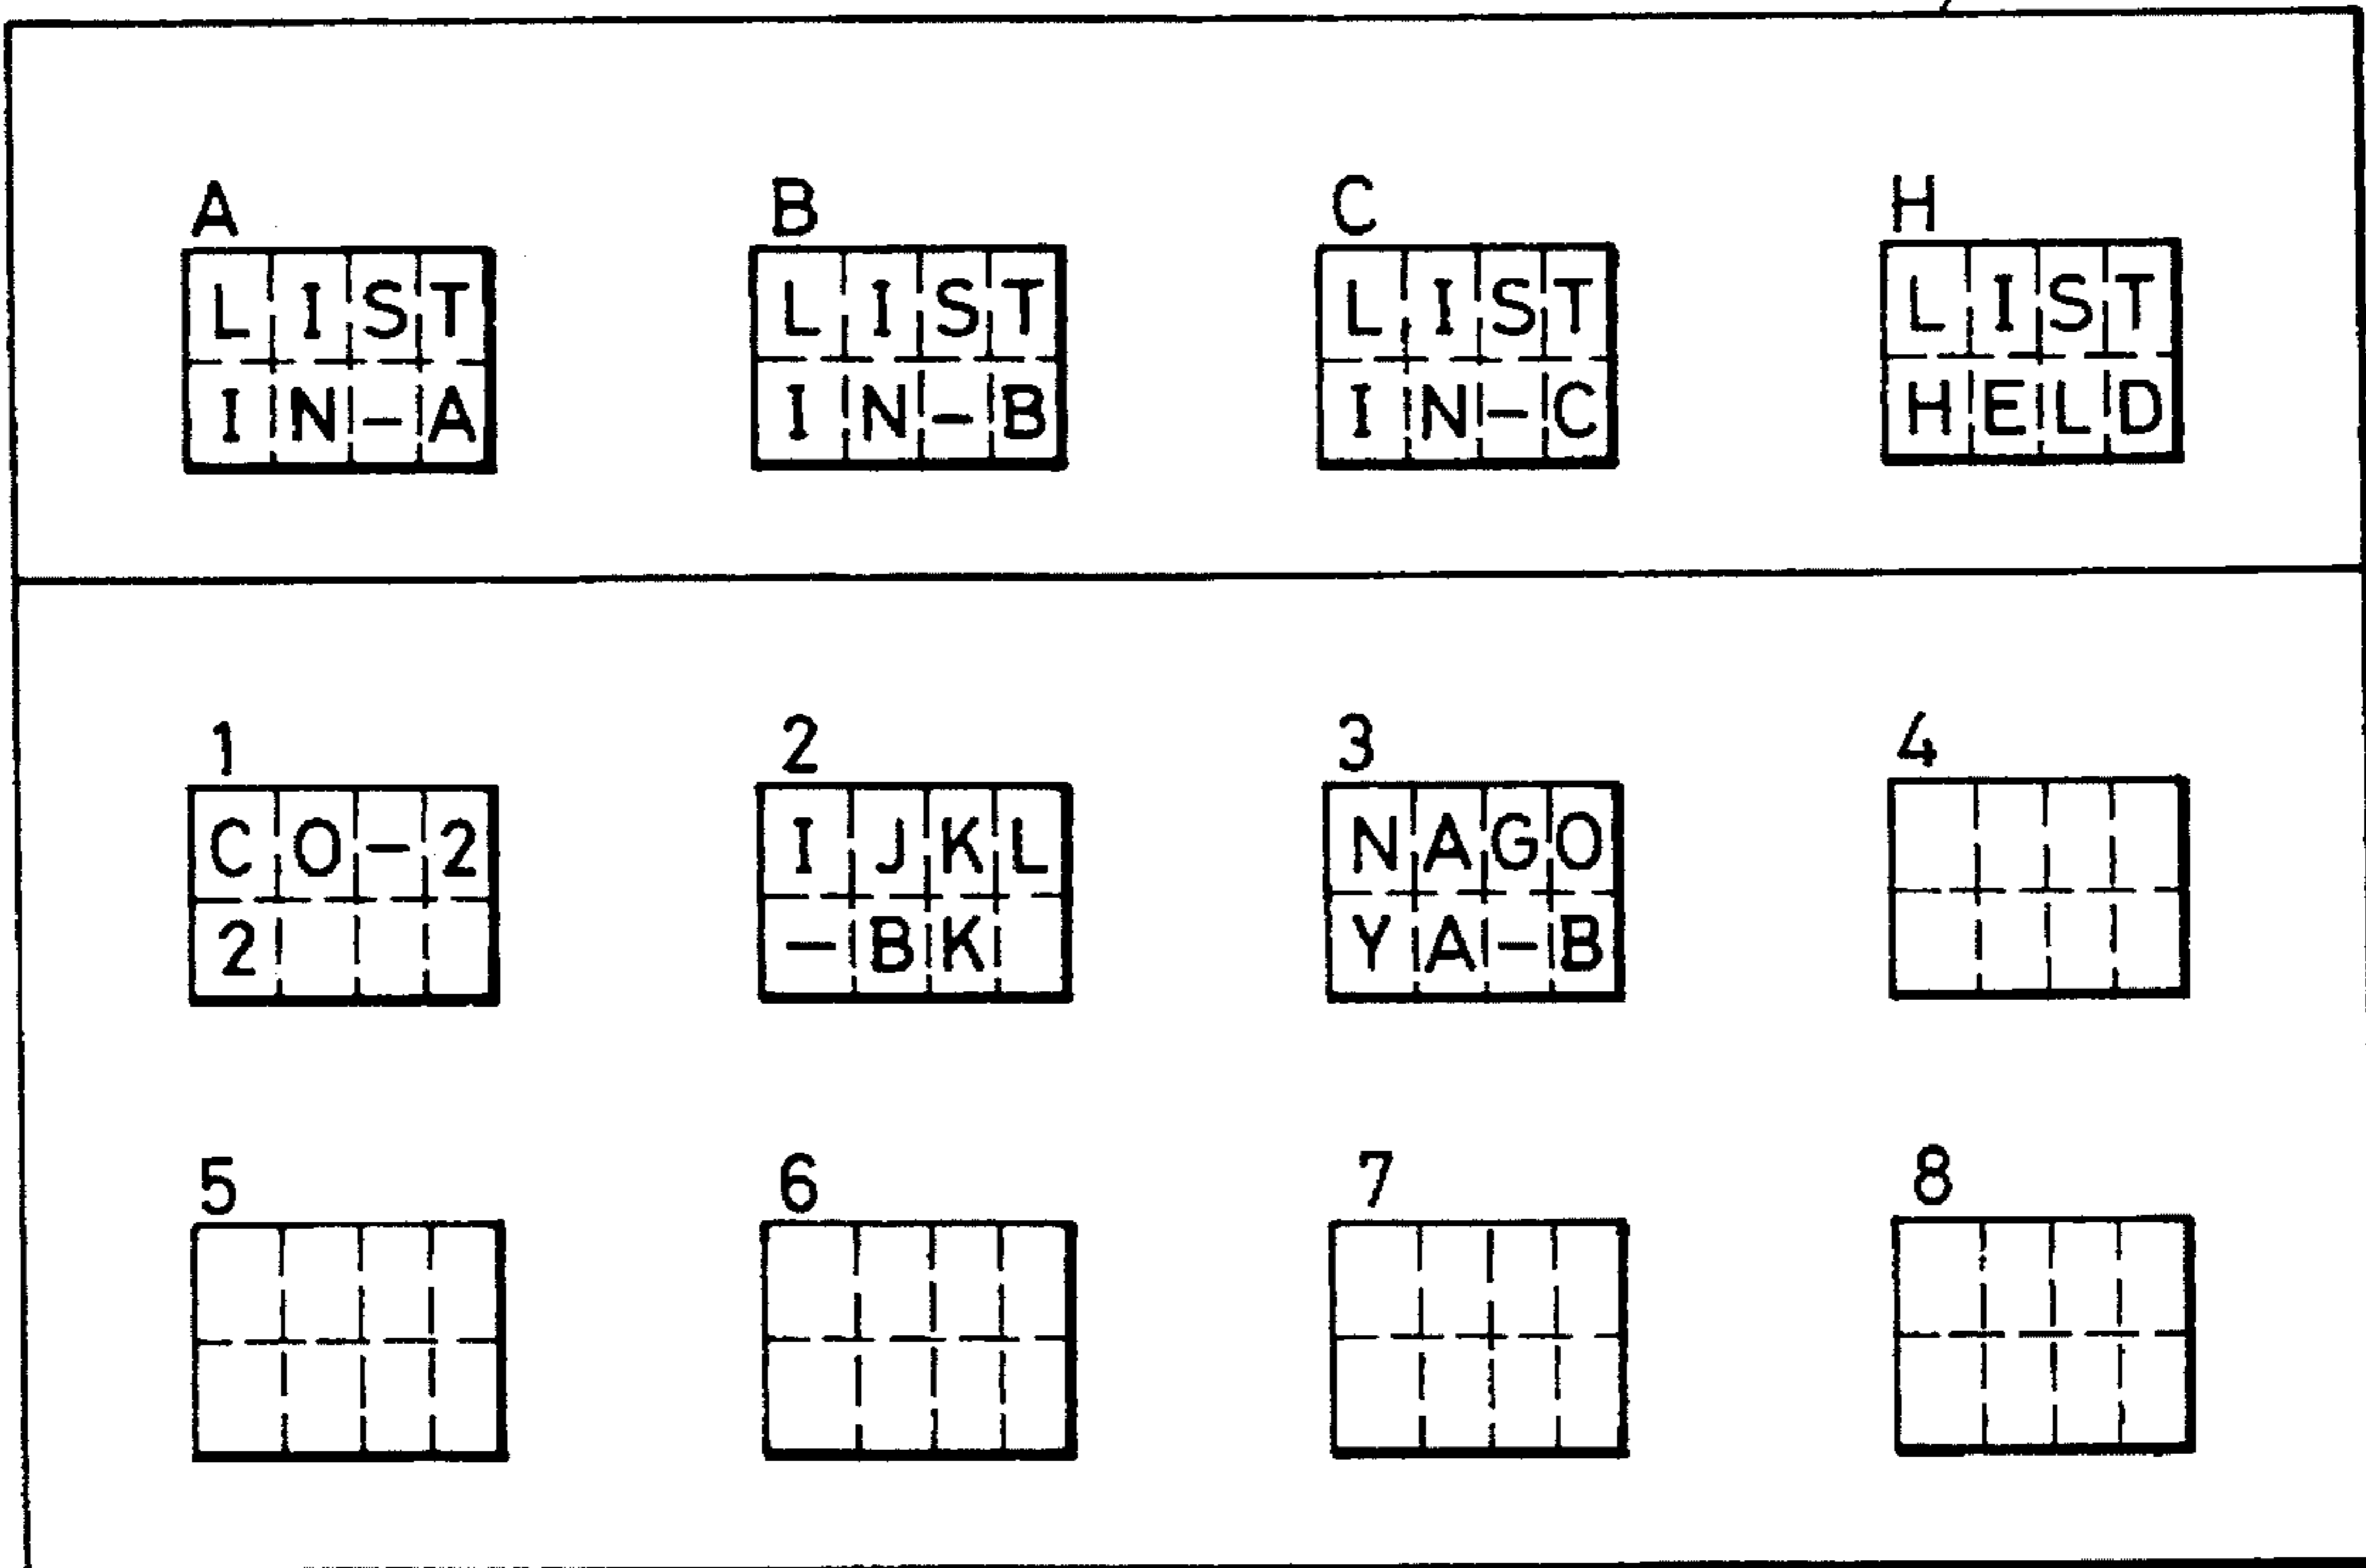 A B C H
LIST LIST LIST LIST
IN-A IN-B IN-C HELD
1 2 3 4
CO-2 IJKL NAGO
2 -BK YA-B
5 6 7 8